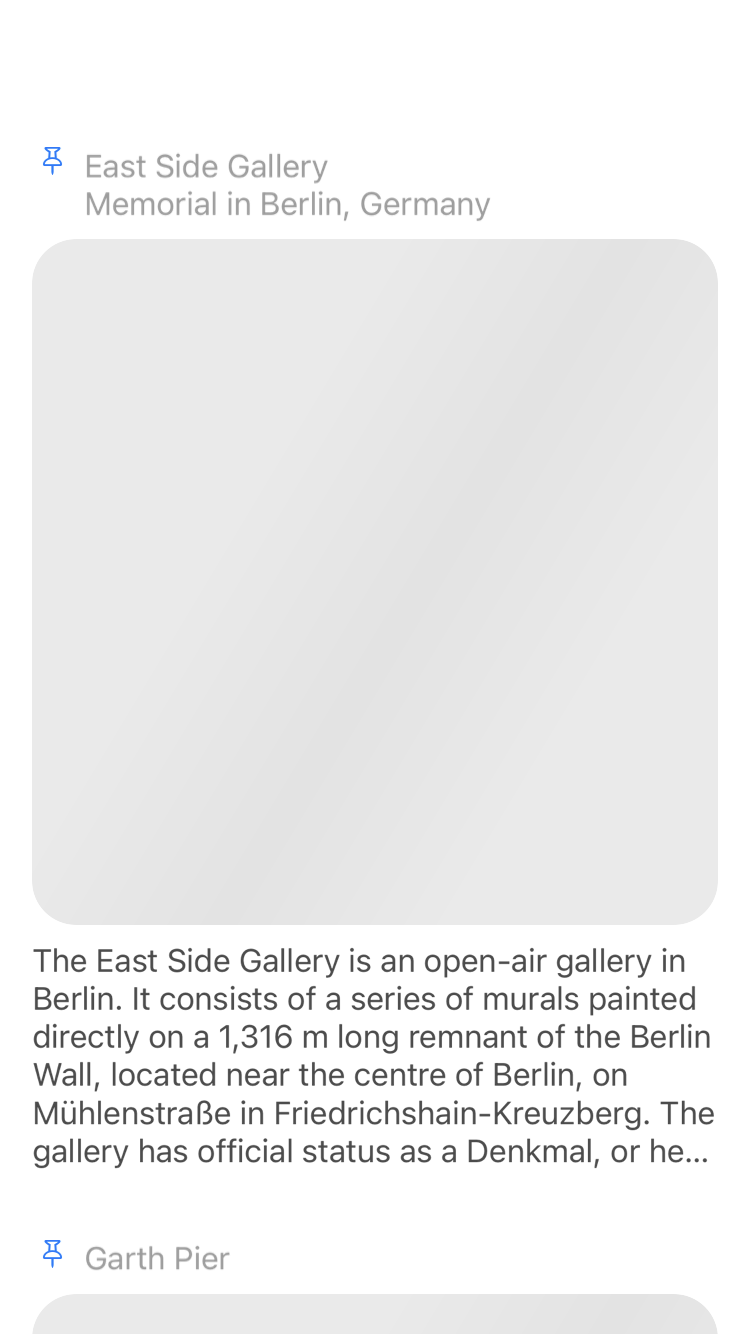 East Side Gallery
Memorial in Berlin, Germany
The East Side Gallery is an open-air gallery in
Berlin. It consists of a series of murals painted
directly on a 1,316 m long remnant of the Berlin
Wall, located near the centre of Berlin, on
Mühlenstraße in Friedrichshain-Kreuzberg. The
gallery has official status as a Denkmal, or he...
Garth Pier